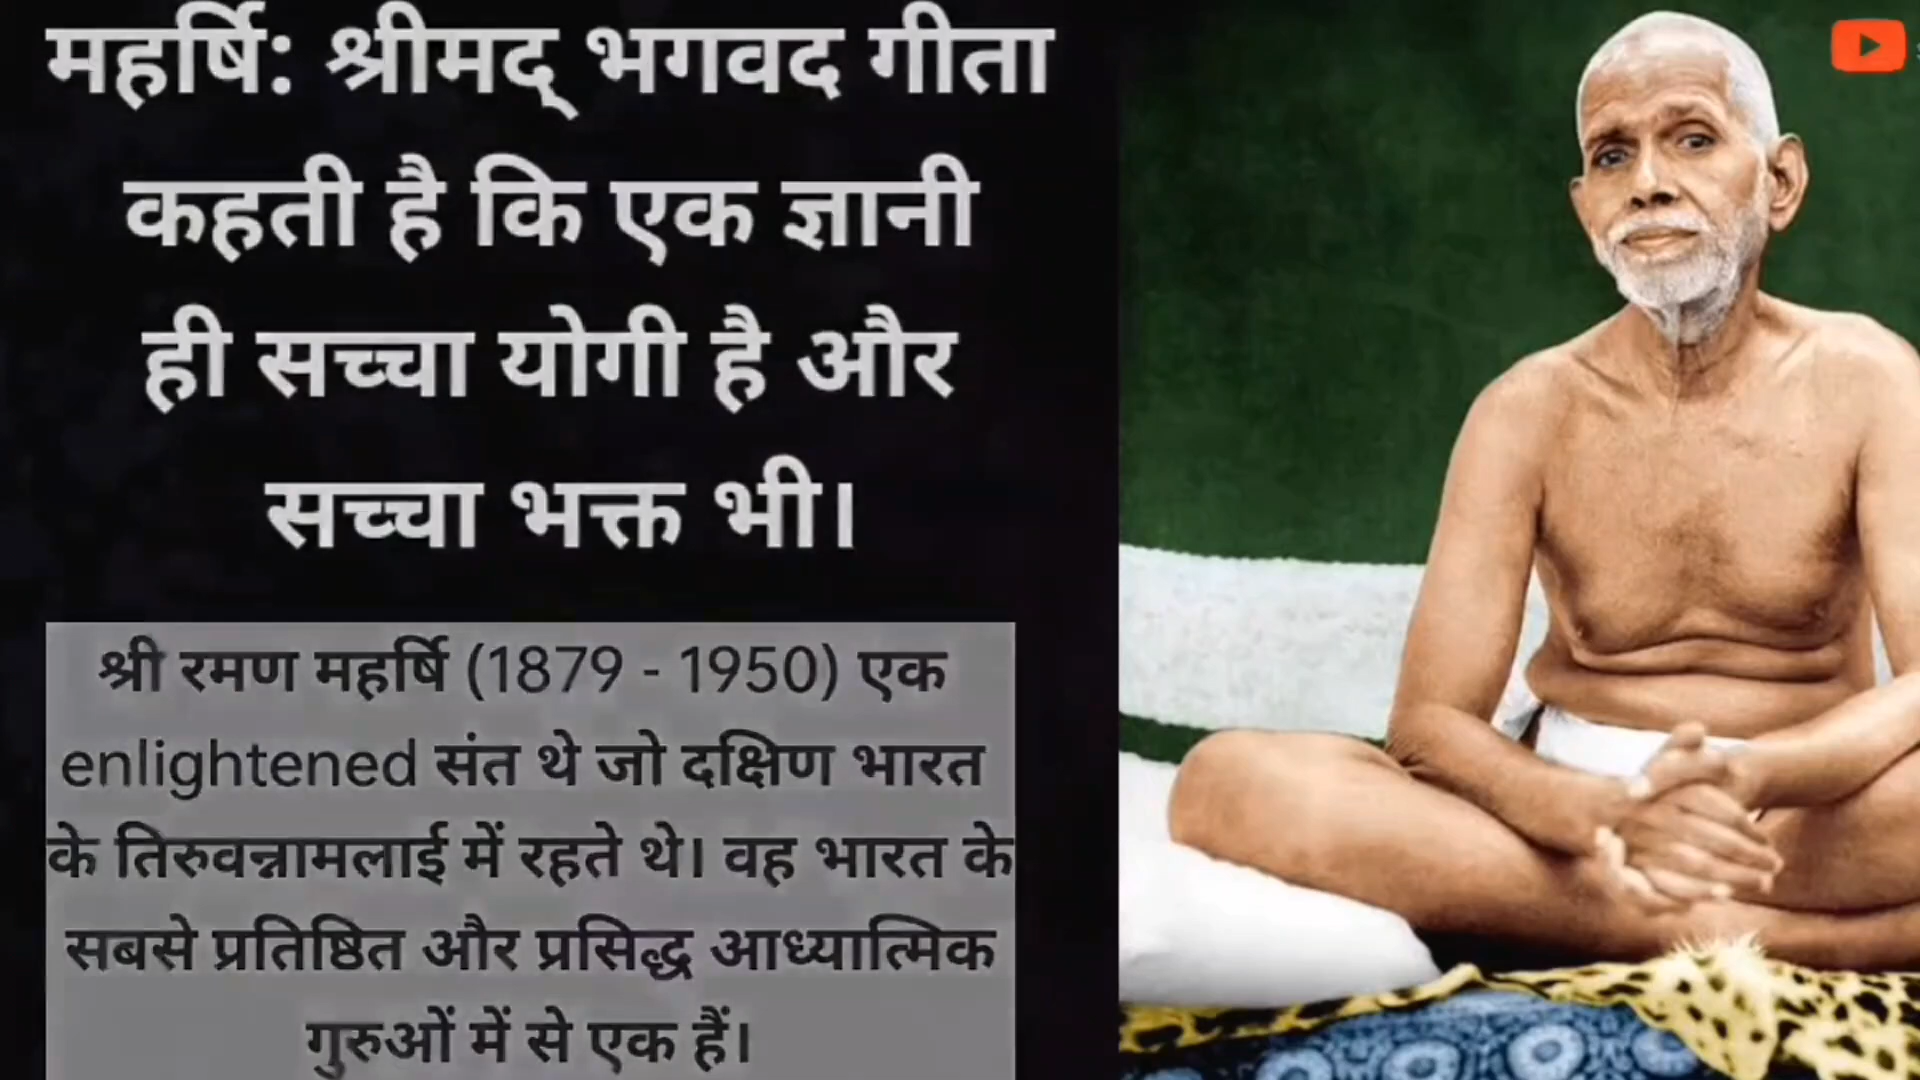 महर्षि: श्रीमद् भगवद गीता
कहती है कि एक ज्ञानी
ही सच्चा योगी है और
सच्चा भक्त भी।
श्री रमण महर्षि (1879 - 1950) एक
enlightened संत थे जो दक्षिण भारत
के तिरुवन्नामलाई में रहते थे। वह भारत के
सबसे प्रतिष्ठित और प्रसिद्ध आध्यात्मिक
गुरुओं में से एक हैं।